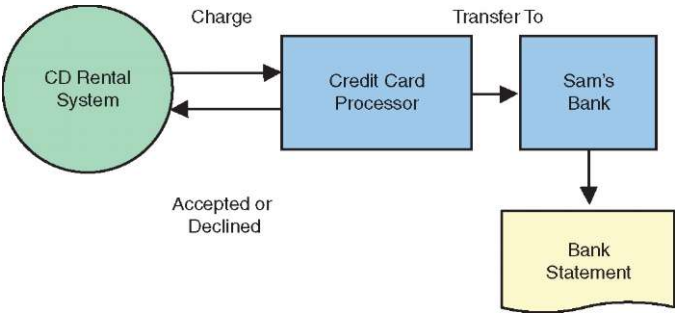 Charge
Transfer To
CD Rental
System
Credit Card
Processor
Sam's
Bank
Accepted or
Declined
Bank
Statement